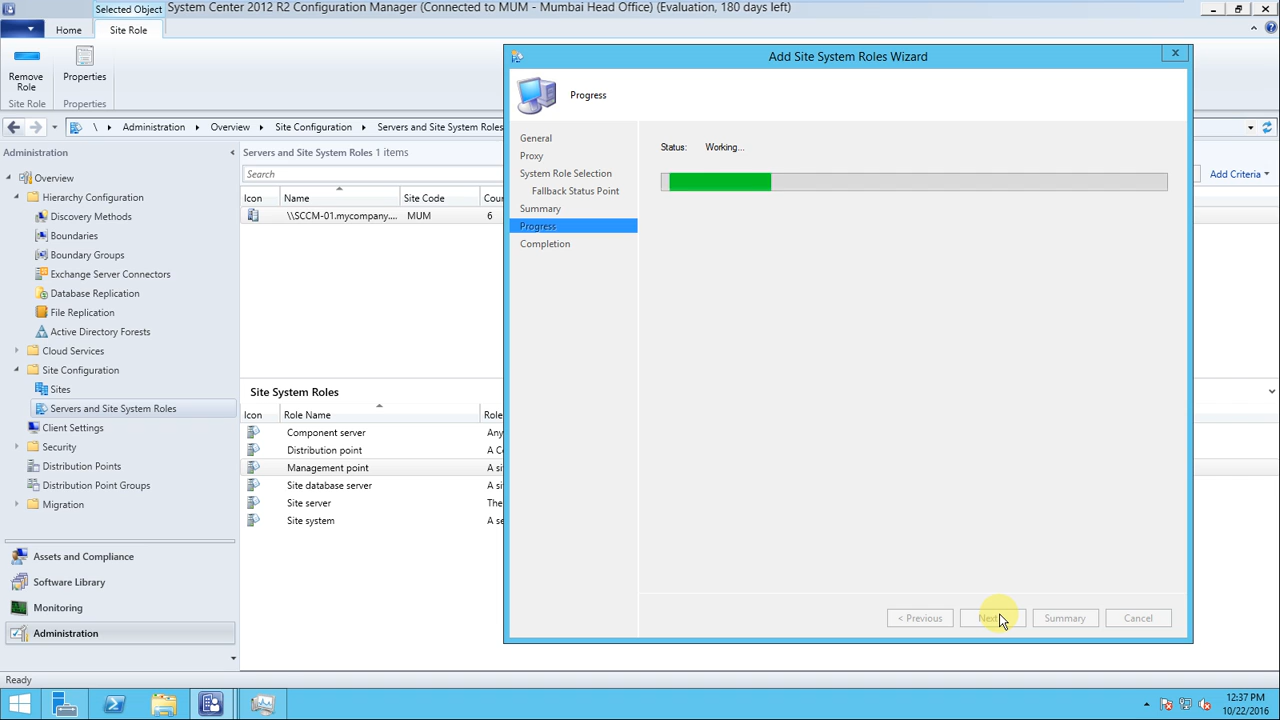 Selected Object
System Center 2012 R2 Configuration Manager (Connected to MUM - Mumbai Head Office) (Evaluation, 180 days left)
Home
Site Role
Remove
Role
Properties
Site Role
Properties
\ Administration Overview Site Configuration Servers and Site System Roles
Administration
Overview
Hierarchy Configuration
Discovery Methods
Boundaries
Boundary Groups
Exchange Server Connectors
Database Replication
File Replication
Active Directory Forests
Cloud Services
Site Configuration
Sites
Servers and Site System Roles
Client Settings
Security
Distribution Points
Distribution Point Groups
Migration
Assets and Compliance
Software Library
Monitoring
Administration
Servers and Site System Roles 1 items
Search
Add Criteria
Icon Name Site Code Cour
\\SCCM-01.mycompany.... MUM 6
Site System Roles
Icon Role Name Role
Component server Any
Distribution point A C
Management point A si
Site database server A si
Site server The
Site system A se
Add Site System Roles Wizard
Progress
General
Proxy
System Role Selection
Fallback Status Point
Summary
Progress
Completion
Status: Working...
< Previous
Next
Summary
Cancel
Ready
12:37 PM
10/22/2016